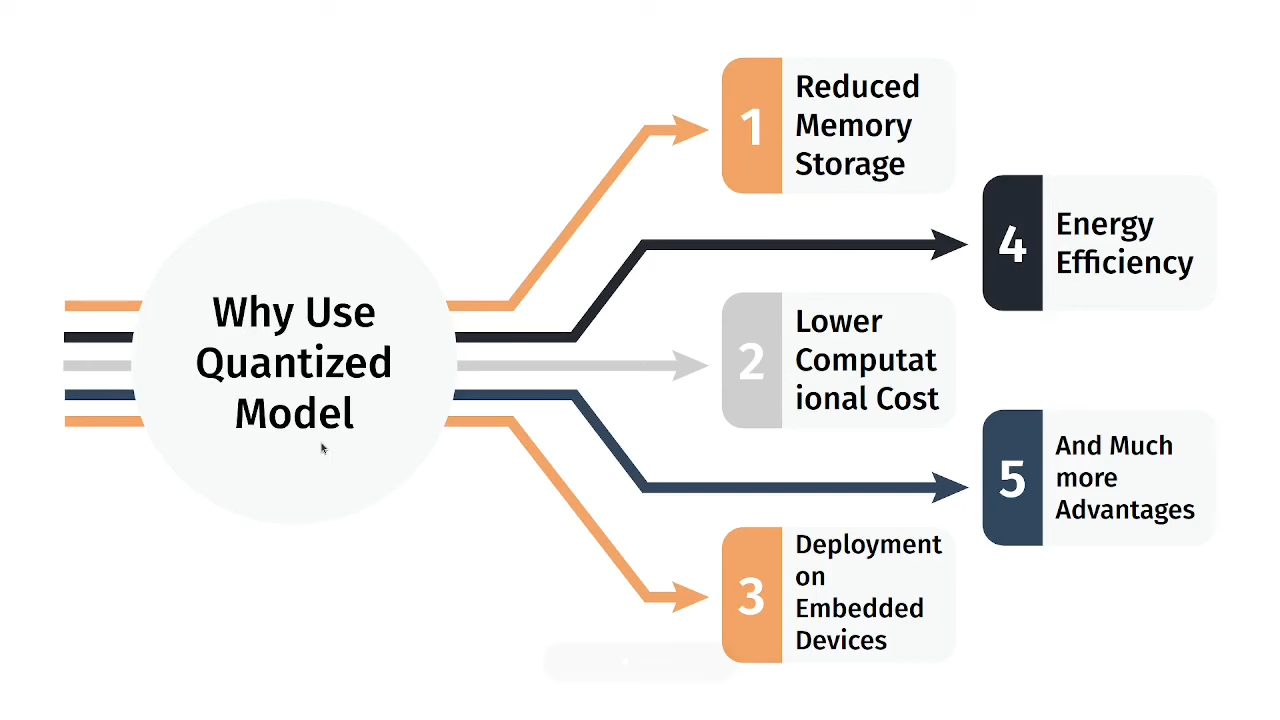 Why Use
Quantized
Model
1
Reduced
Memory
Storage
2
Lower
Computat
ional Cost
3
Deployment
on
Embedded
Devices
4
Energy
Efficiency
5
And Much
more
Advantages